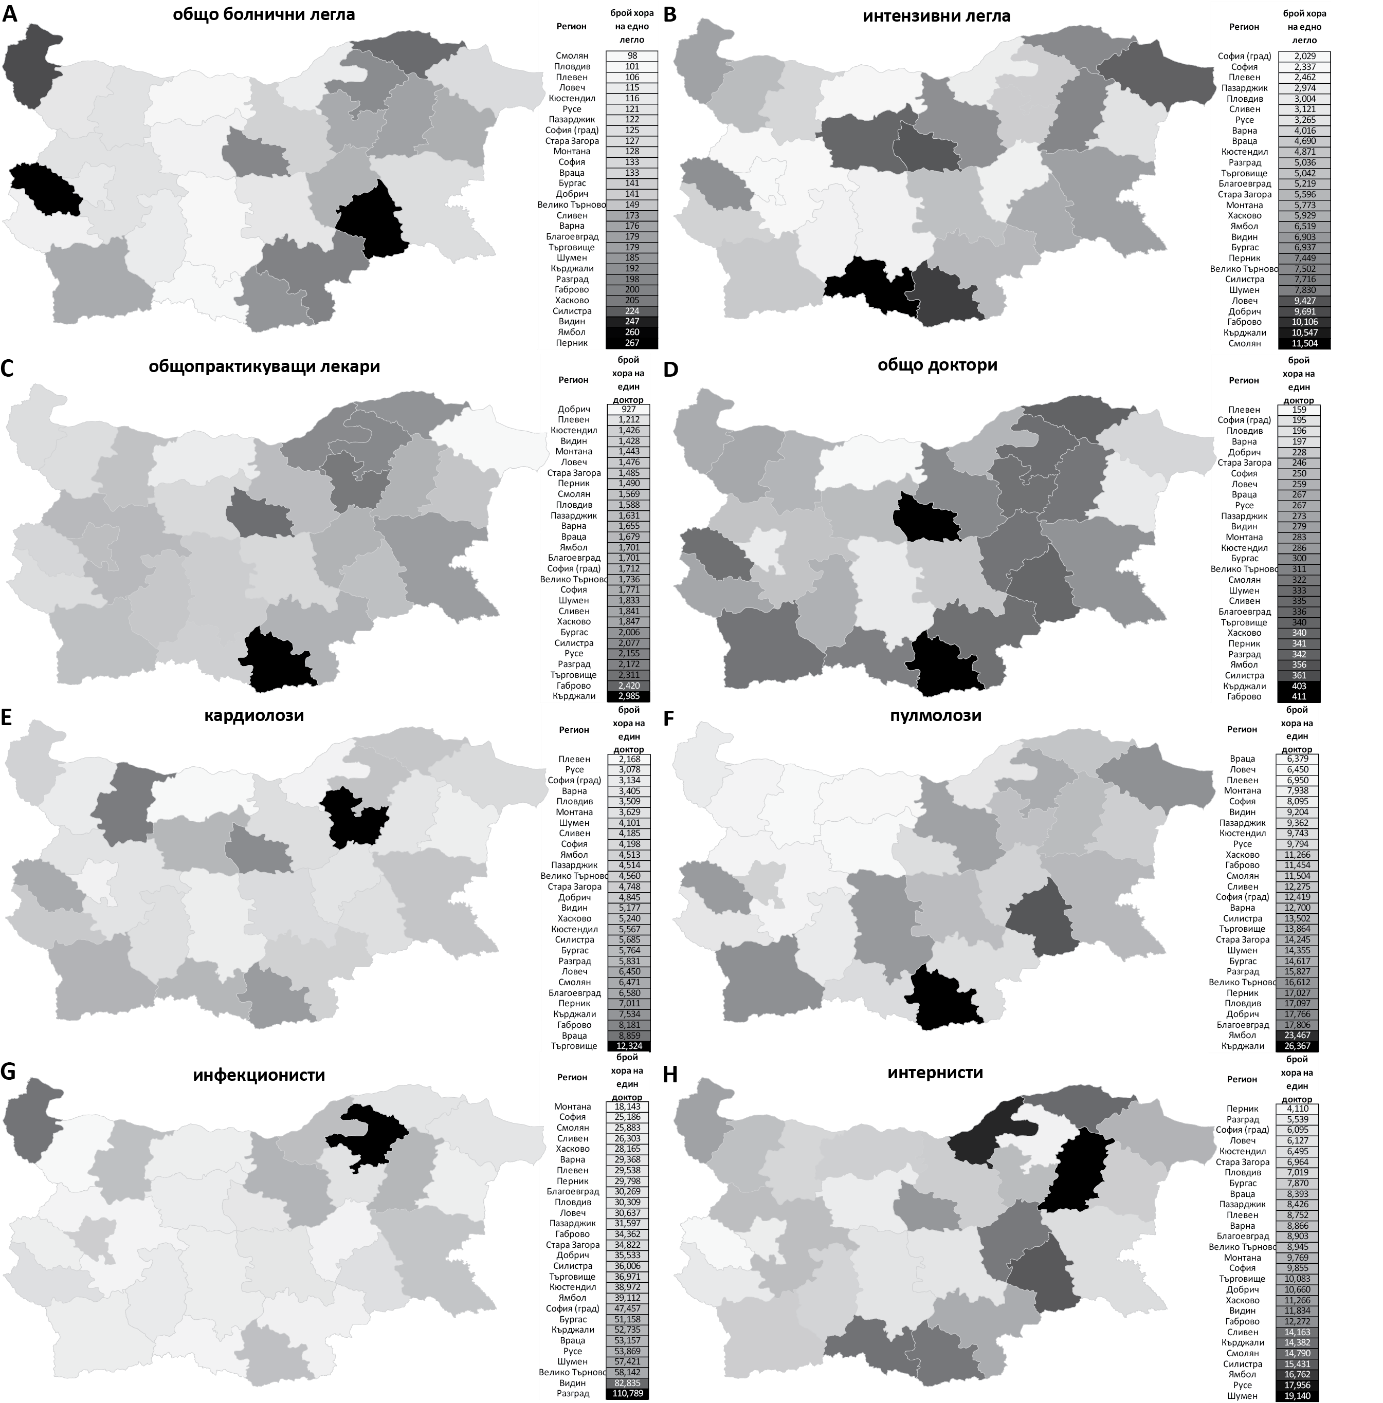 A
общо болнични легла
Регион
брой хора
на едно
легло
Смолян 98
Пловдив 101
Плевен 106
Ловеч 115
Кюстендил 116
Русе 121
Пазарджик 122
София (град) 125
Стара Загора 127
Монтана 128
София 133
Враца 133
Бургас 141
Добрич 141
Велико Търново 149
Сливен 173
Варна 176
Благоевград 179
Търговище 179
Шумен 185
Кърджали 192
Разград 198
Габрово 200
Хасково 205
Силистра 224
Видин 247
Ямбол 260
Перник 267
B
интензивни легла
Регион
брой хора
на едно
легло
София (град) 2,029
София 2,337
Плевен 2,462
Пазарджик 2,974
Пловдив 3,004
Сливен 3,121
Русе 3,265
Варна 4,016
Враца 4,690
Кюстендил 4,871
Разград 5,036
Търговище 5,042
Благоевград 5,219
Стара Загора 5,596
Монтана 5,773
Хасково 5,929
Ямбол 6,519
Видин 6,903
Бургас 6,937
Перник 7,449
Велико Търново 7,502
Силистра 7,716
Шумен 7,830
Ловеч 9,427
Добрич 9,691
Габрово 10,106
Кърджали 10,547
Смолян 11,504
C
общопрактикуващи лекари
Регион
брой
хора на
един
доктор
Добрич 927
Плевен 1,212
Кюстендил 1,426
Видин 1,428
Монтана 1,443
Ловеч 1,476
Стара Загора 1,485
Перник 1,490
Смолян 1,569
Пловдив 1,588
Пазарджик 1,631
Варна 1,655
Враца 1,679
Ямбол 1,701
Благоевград 1,701
София (град) 1,712
Велико Търново 1,736
София 1,771
Шумен 1,833
Сливен 1,841
Хасково 1,847
Бургас 2,006
Силистра 2,077
Русе 2,155
Разград 2,172
Търговище 2,311
Габрово 2,420
Кърджали 2,985
D
общо доктори
Регион
брой
хора на
един
доктор
Плевен 159
София (град) 195
Пловдив 196
Варна 197
Добрич 228
Стара Загора 246
София 250
Ловеч 259
Враца 267
Русе 267
Пазарджик 273
Видин 279
Монтана 283
Кюстендил 286
Бургас 300
Велико Търново 311
Смолян 322
Шумен 333
Сливен 335
Благоевград 336
Търговище 340
Хасково 340
Перник 341
Разград 342
Ямбол 356
Силистра 361
Кърджали 403
Габрово 411
E
кардиолози
Регион
брой
хора на
един
доктор
Плевен 2,168
Русе 3,078
София (град) 3,134
Варна 3,405
Пловдив 3,509
Монтана 3,629
Шумен 4,101
Сливен 4,185
София 4,198
Ямбол 4,513
Пазарджик 4,514
Велико Търново 4,560
Стара Загора 4,748
Добрич 4,845
Видин 5,177
Хасково 5,240
Кюстендил 5,567
Силистра 5,685
Бургас 5,764
Разград 5,831
Ловеч 6,450
Смолян 6,471
Благоевград 6,580
Перник 7,011
Кърджали 7,534
Габрово 8,181
Враца 8,859
Търговище 12,324
F
пулмолози
Регион
брой
хора на
един
доктор
Враца 6,379
Ловеч 6,450
Плевен 6,950
Монтана 7,938
София 8,095
Видин 9,204
Пазарджик 9,362
Кюстендил 9,743
Русе 9,794
Хасково 11,266
Габрово 11,454
Смолян 11,504
Сливен 12,275
София (град) 12,419
Варна 12,700
Силистра 13,502
Търговище 13,864
Стара Загора 14,245
Шумен 14,355
Бургас 14,617
Разград 15,827
Велико Търново 16,612
Перник 17,027
Пловдив 17,097
Добрич 17,766
Благоевград 17,806
Ямбол 23,467
Кърджали 26,367
G
инфекционисти
Регион
брой
хора на
един
доктор
Монтана 18,143
София 25,186
Смолян 25,883
Сливен 26,303
Хасково 28,165
Варна 29,368
Плевен 29,538
Перник 29,798
Благоевград 30,269
Пловдив 30,309
Ловеч 30,637
Пазарджик 31,597
Габрово 34,362
Стара Загора 34,822
Добрич 35,533
Силистра 36,006
Търговище 36,971
Кюстендил 38,972
Ямбол 39,112
София (град) 47,457
Бургас 51,158
Кърджали 52,735
Враца 53,157
Русе 53,869
Шумен 57,421
Велико Търново 58,142
Видин 82,835
Разград 110,789
H
интернисти
Регион
брой
хора на
един
доктор
Перник 4,110
Разград 5,539
София (град) 6,095
Ловеч 6,127
Кюстендил 6,495
Стара Загора 6,964
Пловдив 7,019
Бургас 7,870
Враца 8,393
Пазарджик 8,426
Плевен 8,752
Варна 8,866
Благоевград 8,903
Велико Търново 8,945
Монтана 9,769
София 9,855
Търговище 10,083
Добрич 10,660
Хасково 11,266
Видин 11,834
Габрово 12,272
Сливен 14,163
Кърджали 14,382
Смолян 14,790
Силистра 15,431
Ямбол 16,762
Русе 17,956
Шумен 19,140